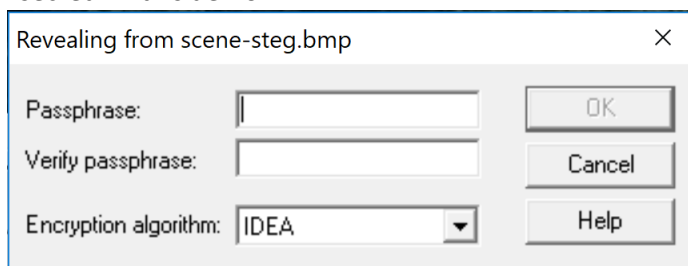 Revealing from scene-steg.bmp
Passphrase:
OK
Verify passphrase:
Cancel
Encryption algorithm: IDEA
Help